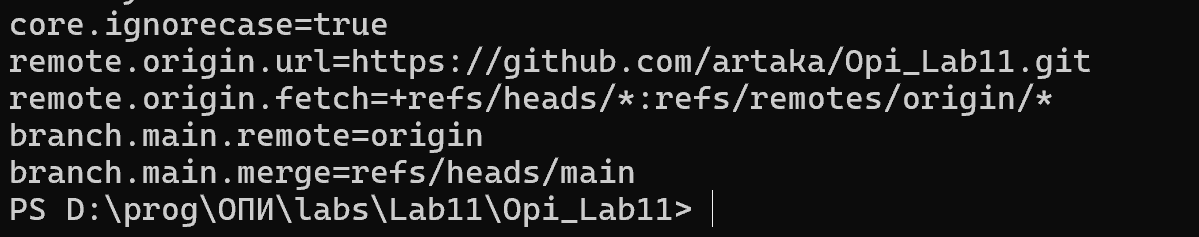 core.ignorecase=true
remote.origin.url=https://github.com/artaka/Opi_Lab11.git
remote.origin.fetch=+refs/heads/*:refs/remotes/origin/*
branch.main.remote=origin
branch.main.merge=refs/heads/main
PS D:\prog\ОПИ\labs\Lab11\Opi_Lab11>